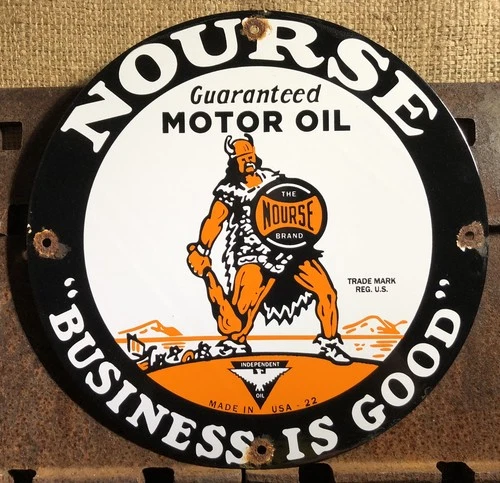 NOURSE
Guaranteed
MOTOR OIL
THE
NOURSE
BRAND
TRADE MARK
REG. U.S.
INDEPENDENT
OIL
MADE IN USA - 22
"BUSINESS IS GOOD"